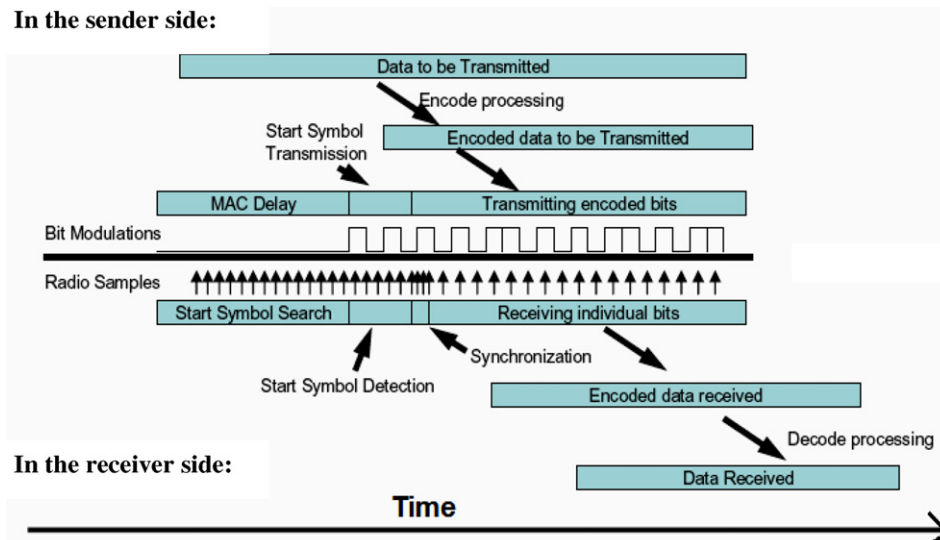 In the sender side:
Data to be Transmitted
Encode processing
Start Symbol
Transmission
Encoded data to be Transmitted
MAC Delay
Transmitting encoded bits
Bit Modulations
Radio Samples
Start Symbol Search
Receiving individual bits
Synchronization
Start Symbol Detection
Encoded data received
Decode processing
In the receiver side:
Data Received
Time